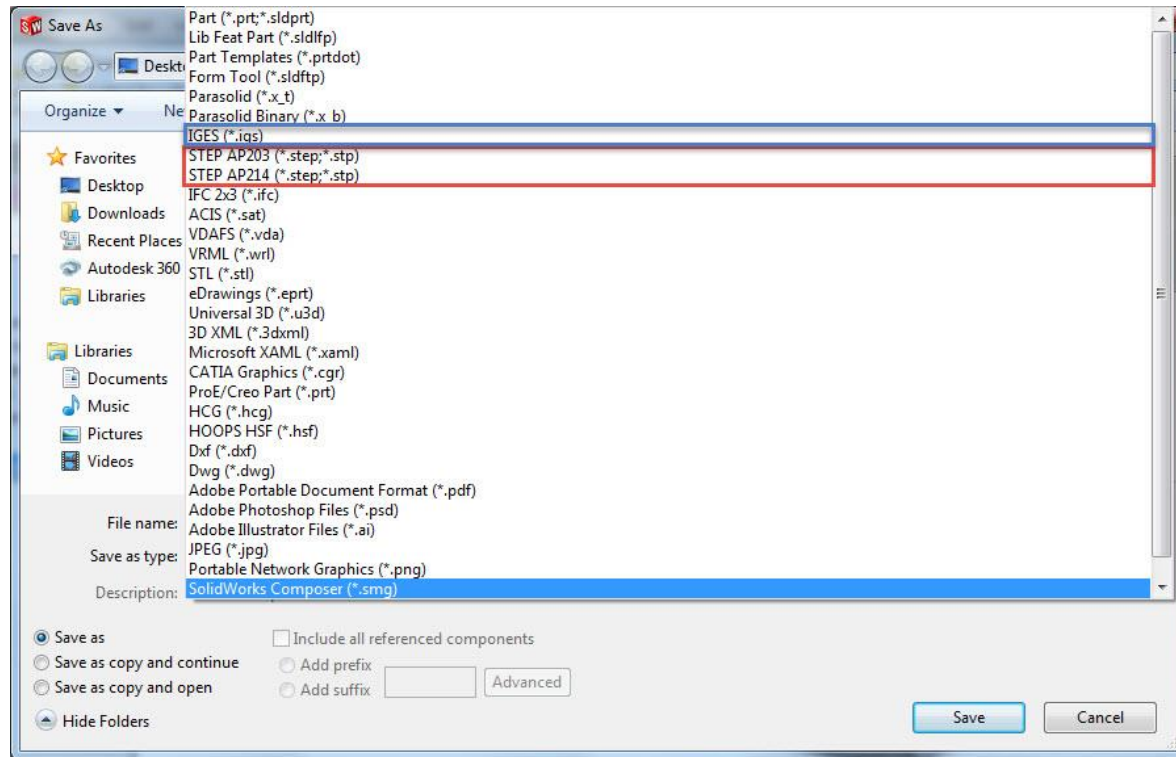 Save As
Part (*.prt;*.sldprt)
Lib Feat Part (*.sldlfp)
Part Templates (*.prtdot)
Form Tool (*.sldftp)
Parasolid (*.x_t)
Parasolid Binary (*.x_b)
IGES (*.igs)
STEP AP203 (*.step;*.stp)
STEP AP214 (*.step;*.stp)
IFC 2x3 (*.ifc)
ACIS (*.sat)
VDAFS (*.vda)
VRML (*.wrl)
STL (*.stl)
eDrawings (*.eprt)
Universal 3D (*.u3d)
3D XML (*.3dxml)
Microsoft XAML (*.xaml)
CATIA Graphics (*.cgr)
ProE/Creo Part (*.prt)
HCG (*.hcg)
HOOPS HSF (*.hsf)
Dxf (*.dxf)
Dwg (*.dwg)
Adobe Portable Document Format (*.pdf)
Adobe Photoshop Files (*.psd)
Adobe Illustrator Files (*.ai)
JPEG (*.jpg)
Portable Network Graphics (*.png)
SolidWorks Composer (*.smg)
Organize
Favorites
Desktop
Downloads
Recent Places
Autodesk 360
Libraries
Libraries
Documents
Music
Pictures
Videos
File name:
Save as type:
Description:
Save as
Save as copy and continue
Save as copy and open
Include all referenced components
Add prefix
Add suffix
Advanced
Hide Folders
Save
Cancel